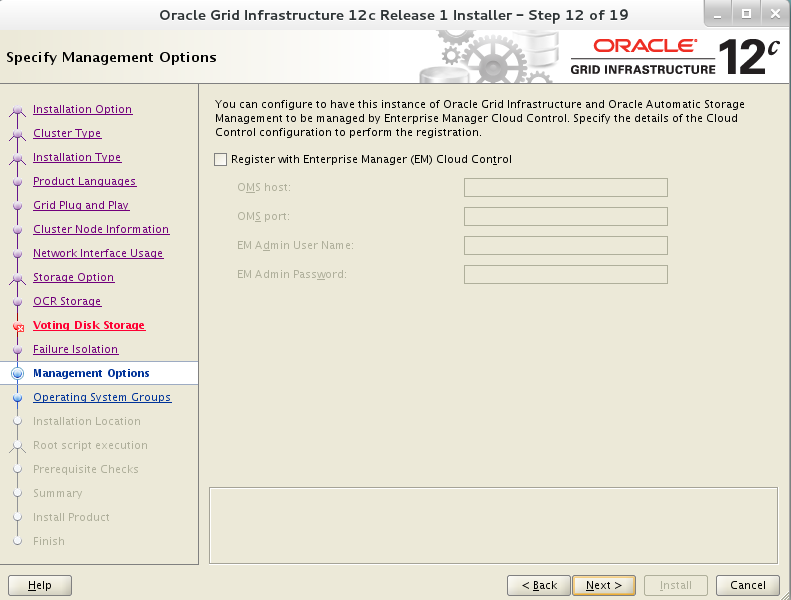 Oracle Grid Infrastructure 12c Release 1 Installer - Step 12 of 19
Specify Management Options
ORACLE®
GRID INFRASTRUCTURE
12c
Installation Option
Cluster Type
Installation Type
Product Languages
Grid Plug and Play
Cluster Node Information
Network Interface Usage
Storage Option
OCR Storage
Voting Disk Storage
Failure Isolation
Management Options
Operating System Groups
Installation Location
Root script execution
Prerequisite Checks
Summary
Install Product
Finish
You can configure to have this instance of Oracle Grid Infrastructure and Oracle Automatic Storage
Management to be managed by Enterprise Manager Cloud Control. Specify the details of the Cloud
Control configuration to perform the registration.
Register with Enterprise Manager (EM) Cloud Control
OMS host:
OMS port:
EM Admin User Name:
EM Admin Password:
Help
< Back
Next >
Install
Cancel